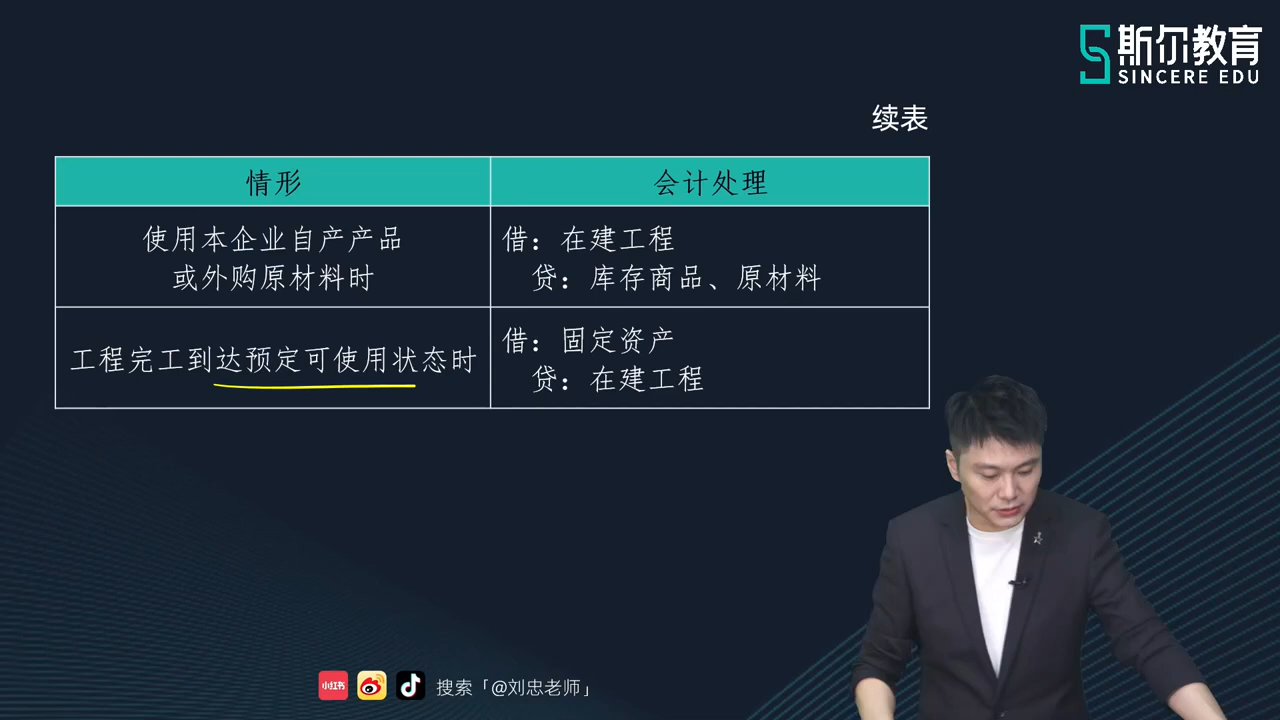 斯尔教育
SINCERE EDU
续表
情形
会计处理
使用本企业自产产品
或外购原材料时
借：在建工程
贷：库存商品、原材料
工程完工到达预定可使用状态时
借：固定资产
贷：在建工程
小红书
搜索「@刘忠老师」